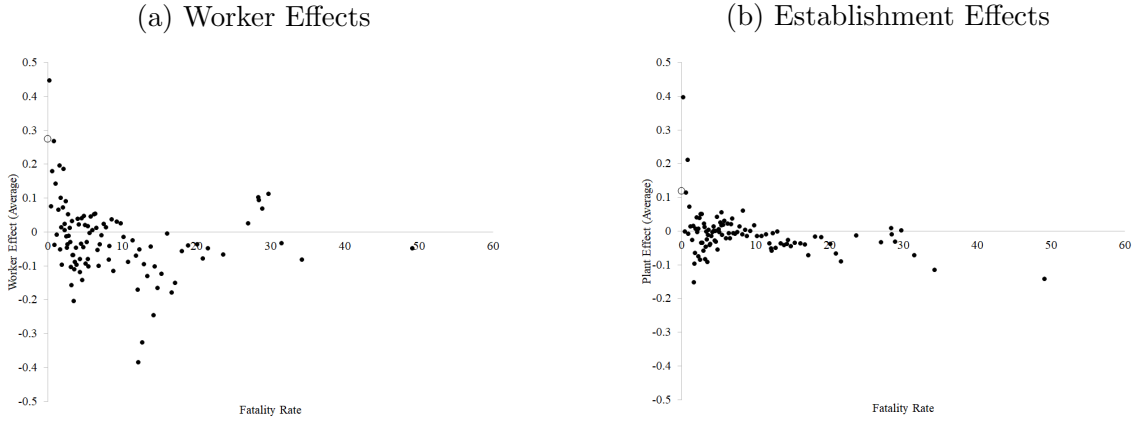 (a) Worker Effects
(b) Establishment Effects
0.5
0.4
0.3
0.2
0.1
0
-0.1
-0.2
-0.3
-0.4
-0.5
0 10 20 30 40 50 60
Worker Effect (Average)
Fatality Rate
0.5
0.4
0.3
0.2
0.1
0
-0.1
-0.2
-0.3
-0.4
-0.5
0 10 20 30 40 50 60
Plant Effect (Average)
Fatality Rate